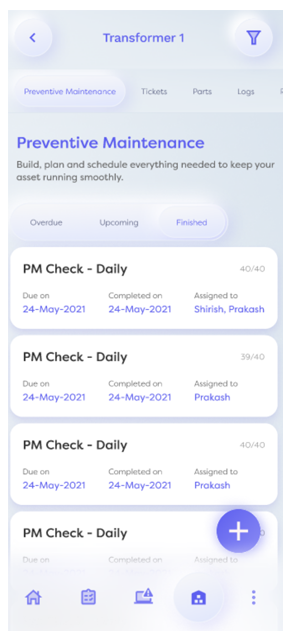 Transformer 1
Preventive Maintenance Tickets Parts Logs
Preventive Maintenance
Build, plan and schedule everything needed to keep your
asset running smoothly.
Overdue Upcoming Finished
PM Check - Daily 40/40
Due on Completed on Assigned to
24-May-2021 24-May-2021 Shirish, Prakash
PM Check - Daily 39/40
Due on Completed on Assigned to
24-May-2021 24-May-2021 Prakash
PM Check - Daily 40/40
Due on Completed on Assigned to
24-May-2021 24-May-2021 Prakash
PM Check - Daily
Due on Completed on Assigned to